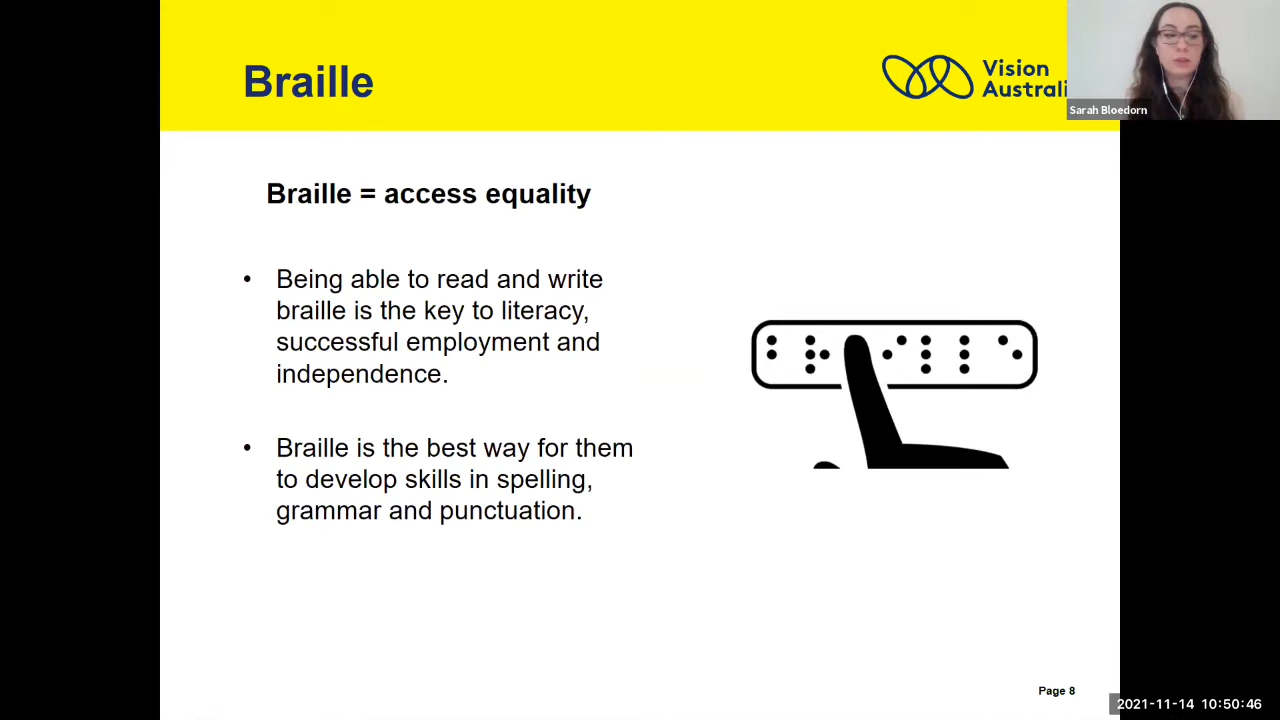 Braille
Vision
Australi
Sarah Bloedorn
Braille = access equality
• Being able to read and write
braille is the key to literacy,
successful employment and
independence.
• Braille is the best way for them
to develop skills in spelling,
grammar and punctuation.
Page 8
2021-11-14 10:50:46